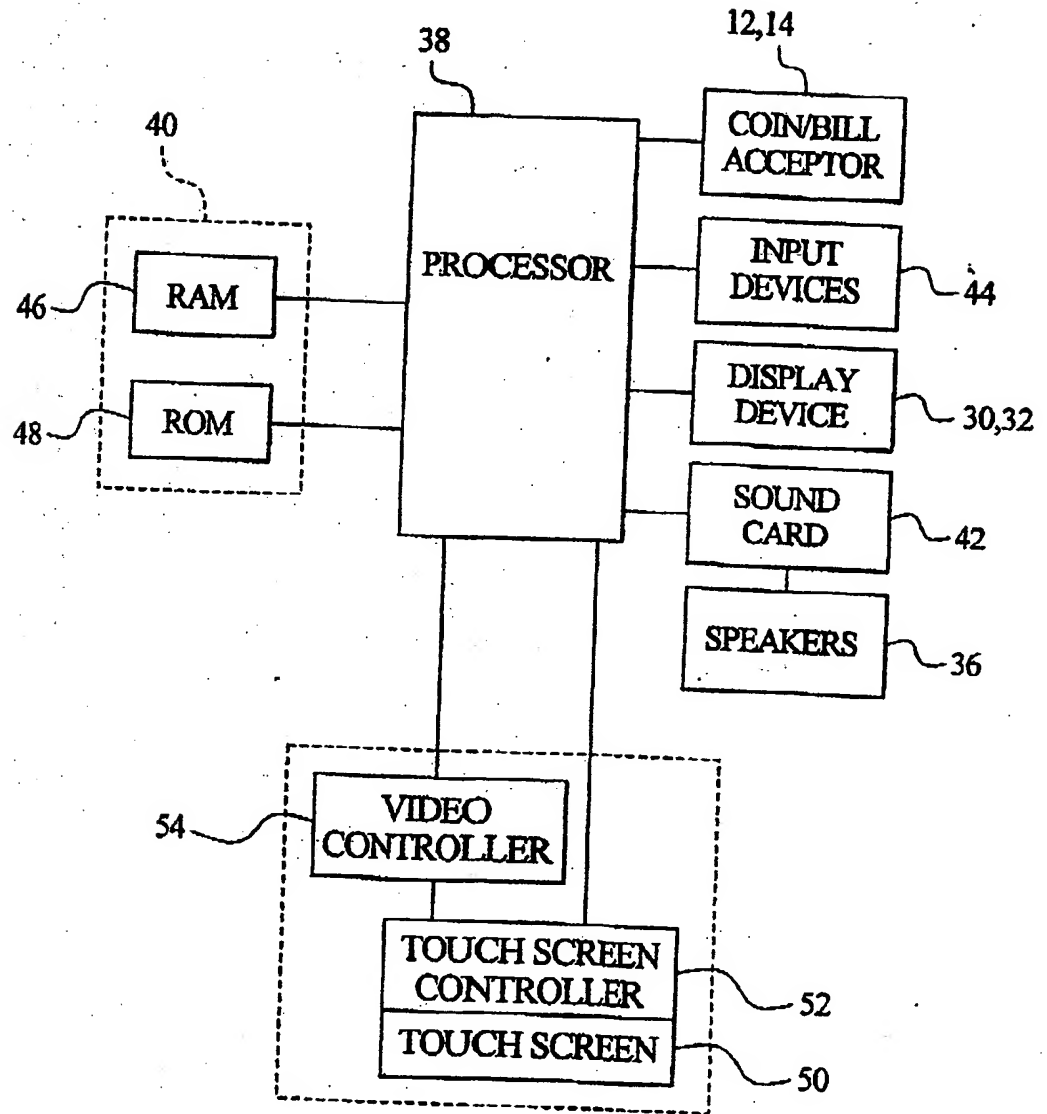 38
12,14
COIN/BILL
ACCEPTOR
40
PROCESSOR
INPUT
DEVICES
44
46
RAM
DISPLAY
DEVICE
30,32
48
ROM
SOUND
CARD
42
SPEAKERS
36
54
VIDEO
CONTROLLER
TOUCH SCREEN
CONTROLLER
52
TOUCH SCREEN
50